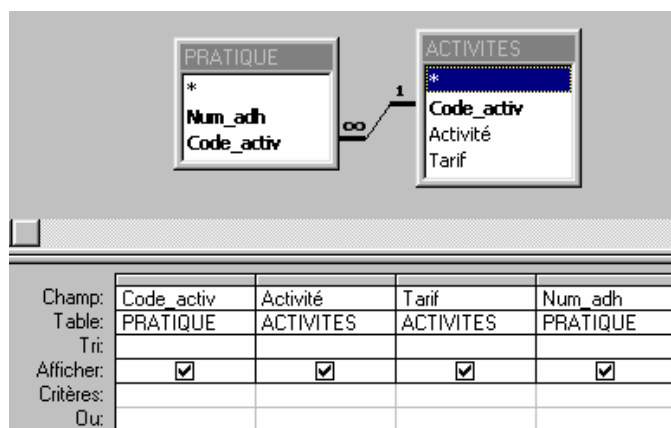 PRATIQUE
*
Num_adh
Code_activ
∞
1
ACTIVITES
*
Code_activ
Activité
Tarif
Champ: Code_activ Activité Tarif Num_adh
Table: PRATIQUE ACTIVITES ACTIVITES PRATIQUE
Tri:
Afficher:
Critères:
Ou: